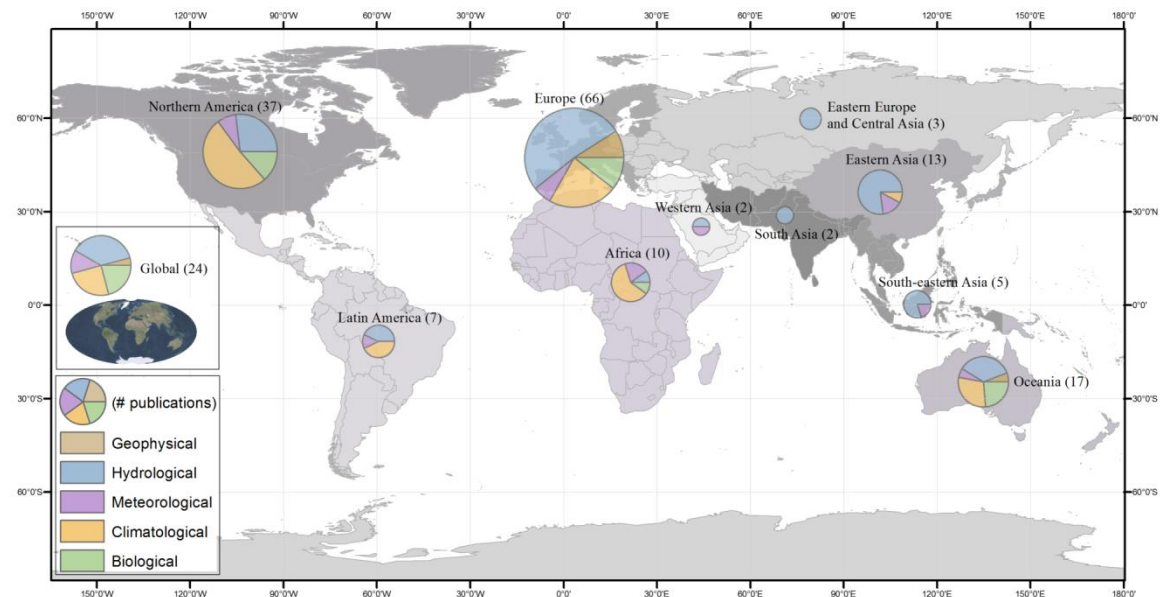 150°0'W 120°0'W 90°0'W 60°0'W 30°0'W 0°0' 30°0'E 60°0'E 90°0'E 120°0'E 150°0'E 180°0'
60°0'N 60°0'N
30°0'N 30°0'N
0°0' 0°0'
30°0'S 30°0'S
60°0'S 60°0'S
Northern America (37)
Europe (66)
Eastern Europe
and Central Asia (3)
Eastern Asia (13)
Western Asia (2)
South Asia (2)
Africa (10)
South-eastern Asia (5)
Latin America (7)
Oceania (17)
Global (24)
(# publications)
Geophysical
Hydrological
Meteorological
Climatological
Biological
150°0'W 120°0'W 90°0'W 60°0'W 30°0'W 0°0' 30°0'E 60°0'E 90°0'E 120°0'E 150°0'E 180°0'